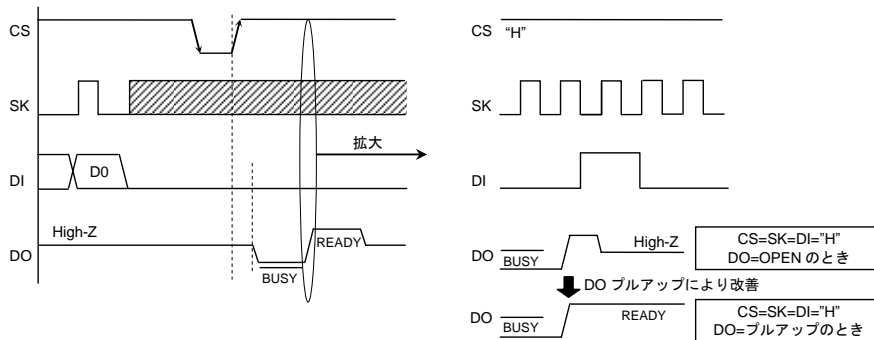 CS
SK
DI
D0
DO
High-Z
BUSY
READY
拡大
CS "H"
SK
DI
DO
BUSY
High-Z
CS=SK=DI="H"
DO=OPEN のとき
DO プルアップにより改善
DO
BUSY
READY
CS=SK=DI="H"
DO=プルアップのとき